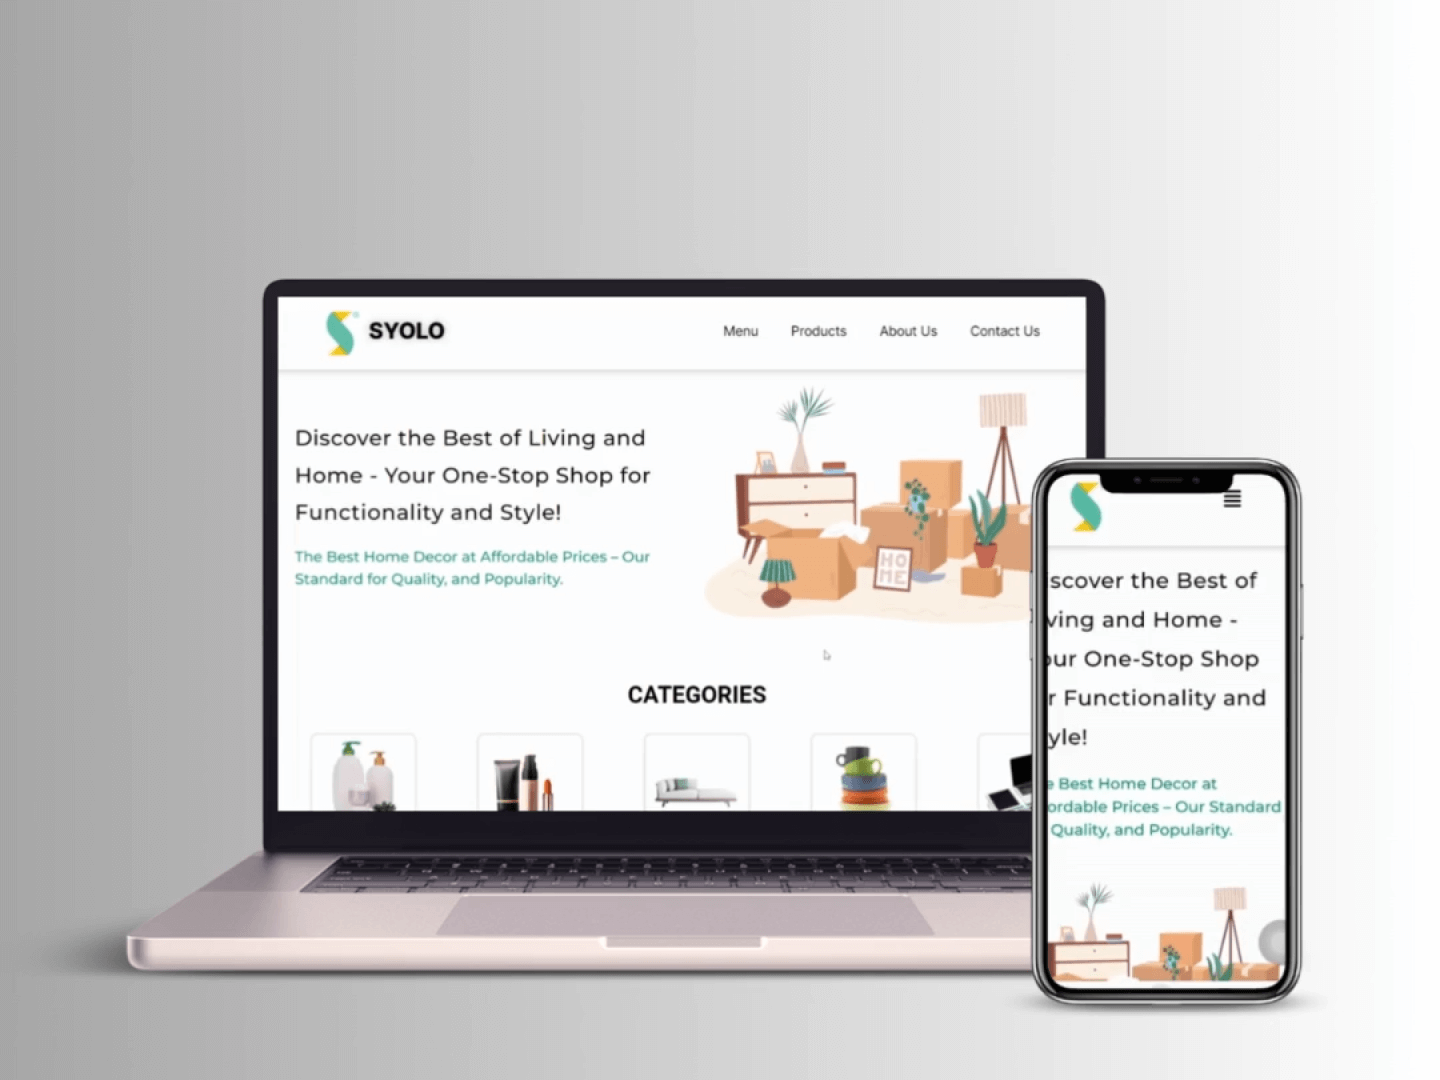 SYOLO
Menu Products About Us Contact Us
Discover the Best of Living and
Home - Your One-Stop Shop for
Functionality and Style!
The Best Home Decor at Affordable Prices – Our
Standard for Quality, and Popularity.
HO
ME
CATEGORIES
iscover the Best of
ving and Home -
our One-Stop Shop
r Functionality and
yle!
e Best Home Decor at
ordable Prices – Our Standard
Quality, and Popularity.